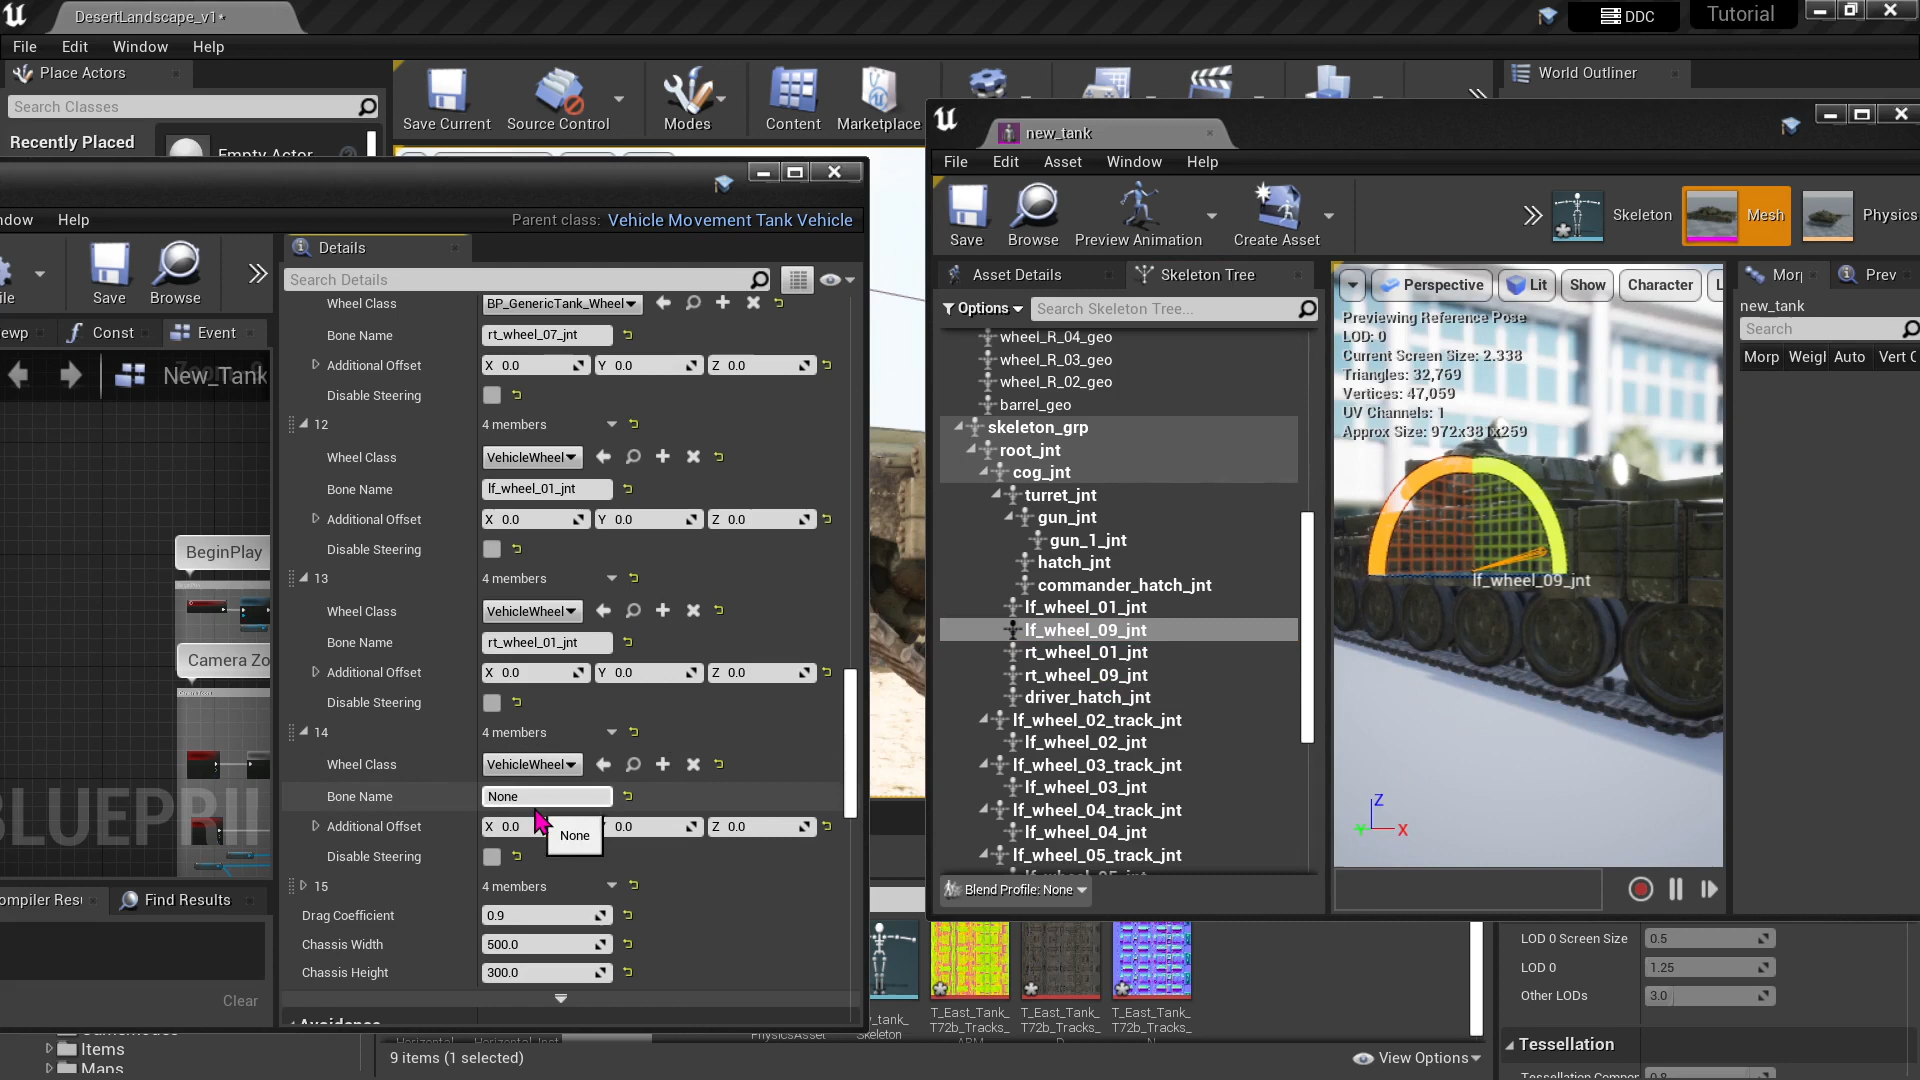 DesertLandscape_v1*
DDC
Tutorial
File Edit Window Help
Place Actors
World Outliner
Search Classes
Recently Placed
Empty Actor
Save Current
Source Control
Modes
Content
Marketplace
new_tank
File Edit Asset Window Help
Save
Browse
Preview Animation
Create Asset
Skeleton
Mesh
Physics
Help
Parent class: Vehicle Movement Tank Vehicle
Save
Browse
Const
Event
New_Tank
BeginPlay
Camera Zo
Find Results
Clear
Details
Search Details
Wheel Class BP_GenericTank_Wheel
Bone Name rt_wheel_07_jnt
Additional Offset X 0.0 Y 0.0 Z 0.0
Disable Steering
12 4 members
Wheel Class VehicleWheel
Bone Name lf_wheel_01_jnt
Additional Offset X 0.0 Y 0.0 Z 0.0
Disable Steering
13 4 members
Wheel Class VehicleWheel
Bone Name rt_wheel_01_jnt
Additional Offset X 0.0 Y 0.0 Z 0.0
Disable Steering
14 4 members
Wheel Class VehicleWheel
Bone Name None
Additional Offset X 0.0 0.0 Z 0.0
None
Disable Steering
15 4 members
Drag Coefficient 0.9
Chassis Width 500.0
Chassis Height 300.0
Asset Details
Skeleton Tree
Options
Search Skeleton Tree...
wheel_R_04_geo
wheel_R_03_geo
wheel_R_02_geo
barrel_geo
skeleton_grp
root_jnt
cog_jnt
turret_jnt
gun_jnt
gun_1_jnt
hatch_jnt
commander_hatch_jnt
lf_wheel_01_jnt
lf_wheel_09_jnt
rt_wheel_01_jnt
rt_wheel_09_jnt
driver_hatch_jnt
lf_wheel_02_track_jnt
lf_wheel_02_jnt
lf_wheel_03_track_jnt
lf_wheel_03_jnt
lf_wheel_04_track_jnt
lf_wheel_04_jnt
lf_wheel_05_track_jnt
Blend Profile: None
Perspective
Lit
Show
Character
Previewing Reference Pose
LOD: 0
Current Screen Size: 2.338
Triangles: 32,769
Vertices: 47,059
UV Channels: 1
Approx Size: 972x381x259
lf_wheel_09_jnt
Z
Y
X
Prev
new_tank
Search
Morp Weigl Auto Vert C
T_East_Tank_
T72b_Tracks_
T_East_Tank_
T72b_Tracks_
T_East_Tank_
T72b_Tracks_
Skeleton
LOD 0 Screen Size 0.5
LOD 0 1.25
Other LODs 3.0
Tessellation
Items
Maps
9 items (1 selected)
View Options